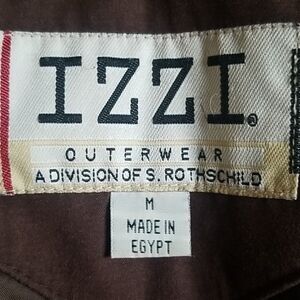 IZZI®
OUTERWEAR
A DIVISION OF S. ROTHSCHILD
M
MADE IN
EGYPT